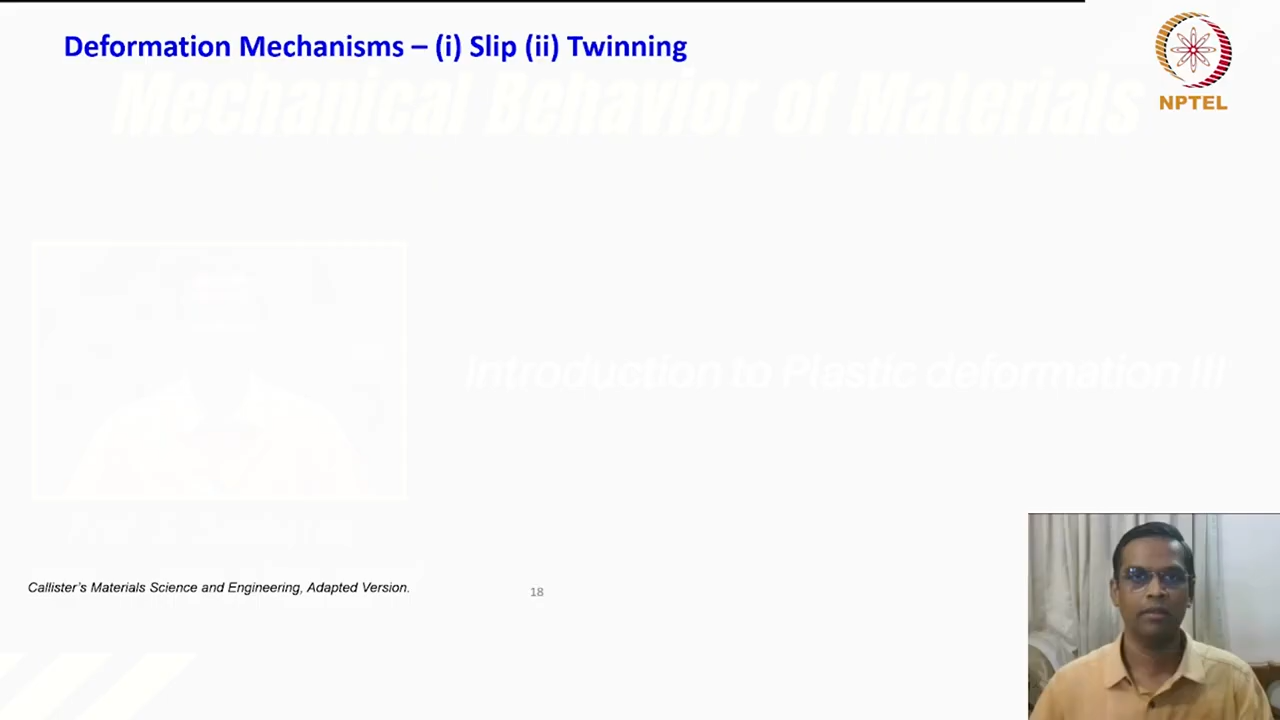 Deformation Mechanisms – (i) Slip (ii) Twinning
NPTEL
Mechanical Behavior of Materials
Introduction to Plastic deformation III
Callister's Materials Science and Engineering, Adapted Version.
18